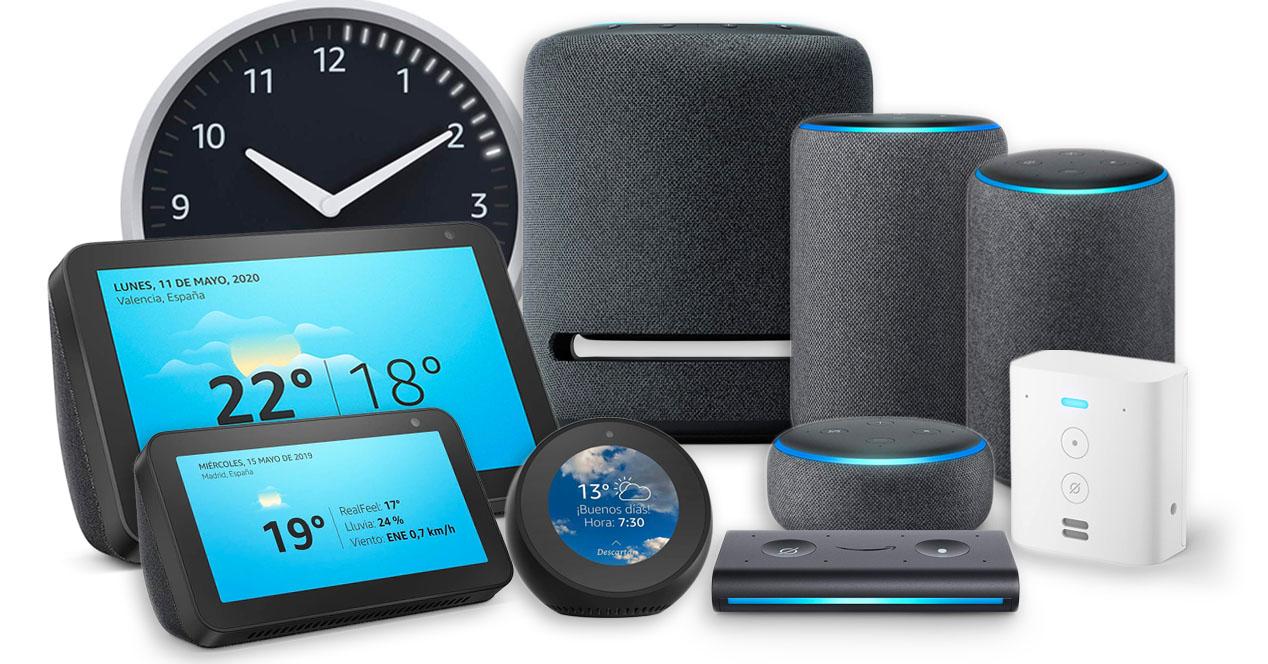 12
11
1
10
2
9
3
LUNES, 11 DE MAYO, 2020
Valencia, España
22° 18°
MIÉRCOLES, 15 MAYO DE 2019
Madrid, España
19°
RealFeel: 17°
Lluvia: 24 %
Viento: ENE 0,7 km/h
13°
¡Buenos días!
Hora: 7:30
Descartar